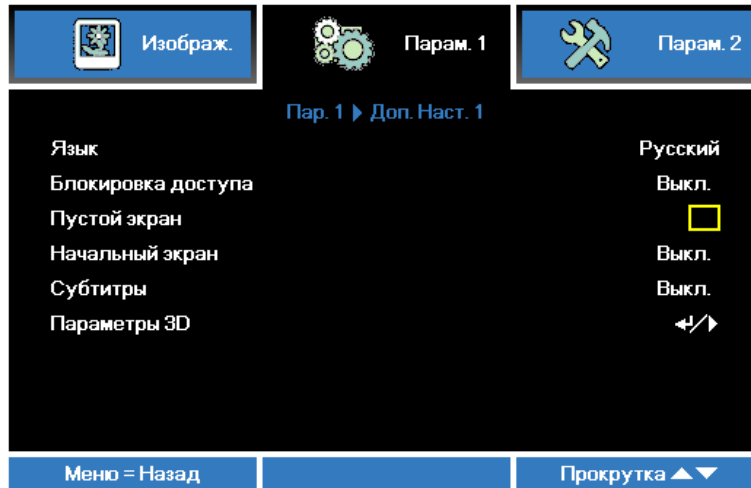 Изображ. Парам. 1 Парам. 2
Пар. 1 ▶ Доп. Наст. 1
Язык Русский
Блокировка доступа Выкл.
Пустой экран
Начальный экран Выкл.
Субтитры Выкл.
Параметры 3D ↵/▶
Меню = Назад Прокрутка ▲▼